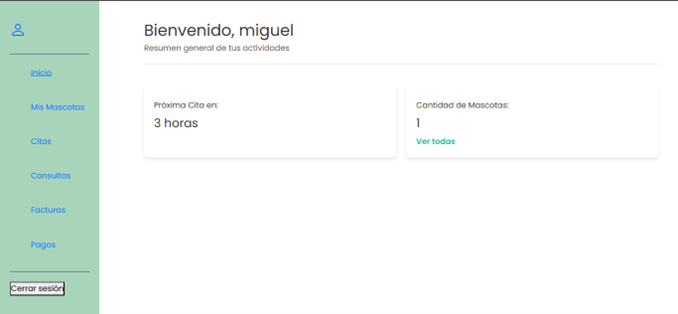 Bienvenido, miguel
Resumen general de tus actividades
Inicio
Mis Mascotas
Citas
Consultas
Facturas
Pagos
Cerrar sesión
Próxima Cita en:
3 horas
Cantidad de Mascotas:
1
Ver todas